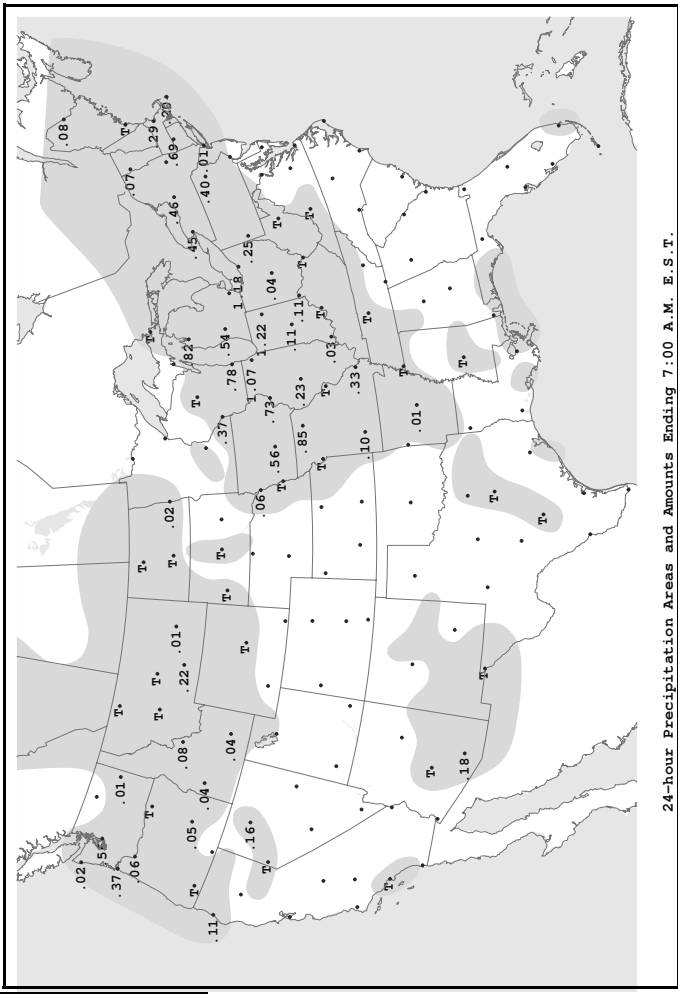 .08
.02
.37
T
.01
T
.07
.06
T
T
T
.29
T
T
.20
.02
T
.69
.46
.01
.08
.22
.82
.05
.45
T
T
.01
.04
.40
.11
T
.37
.54
T
.04
.78
1.18
T
.25
.16
1.07
.06
1.22
T
.73
.04
.56
T
T
.11
.11
.23
T
.85
T
T
T
T
.03
.33
.10
T
T
T
.01
T
T
.18
T
T
T
24-hour Precipitation Areas and Amounts Ending 7:00 A.M. E.S.T.